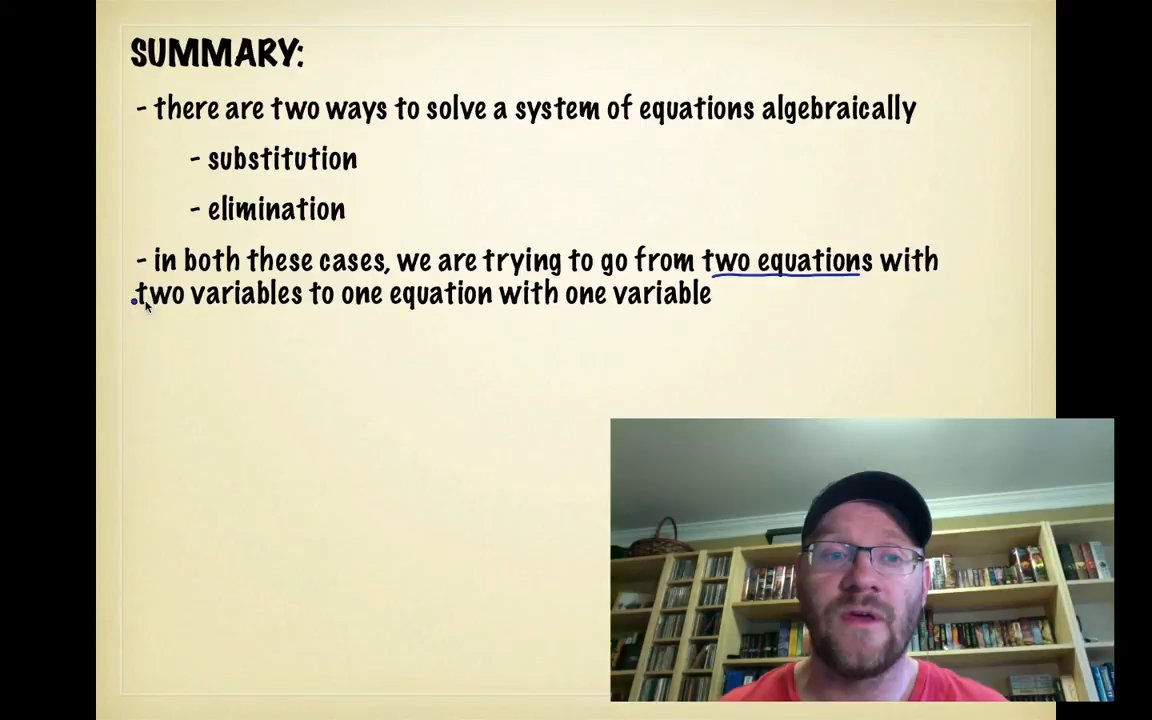 SUMMARY:
- there are two ways to solve a system of equations algebraically
- substitution
- elimination
- in both these cases, we are trying to go from two equations with
two variables to one equation with one variable